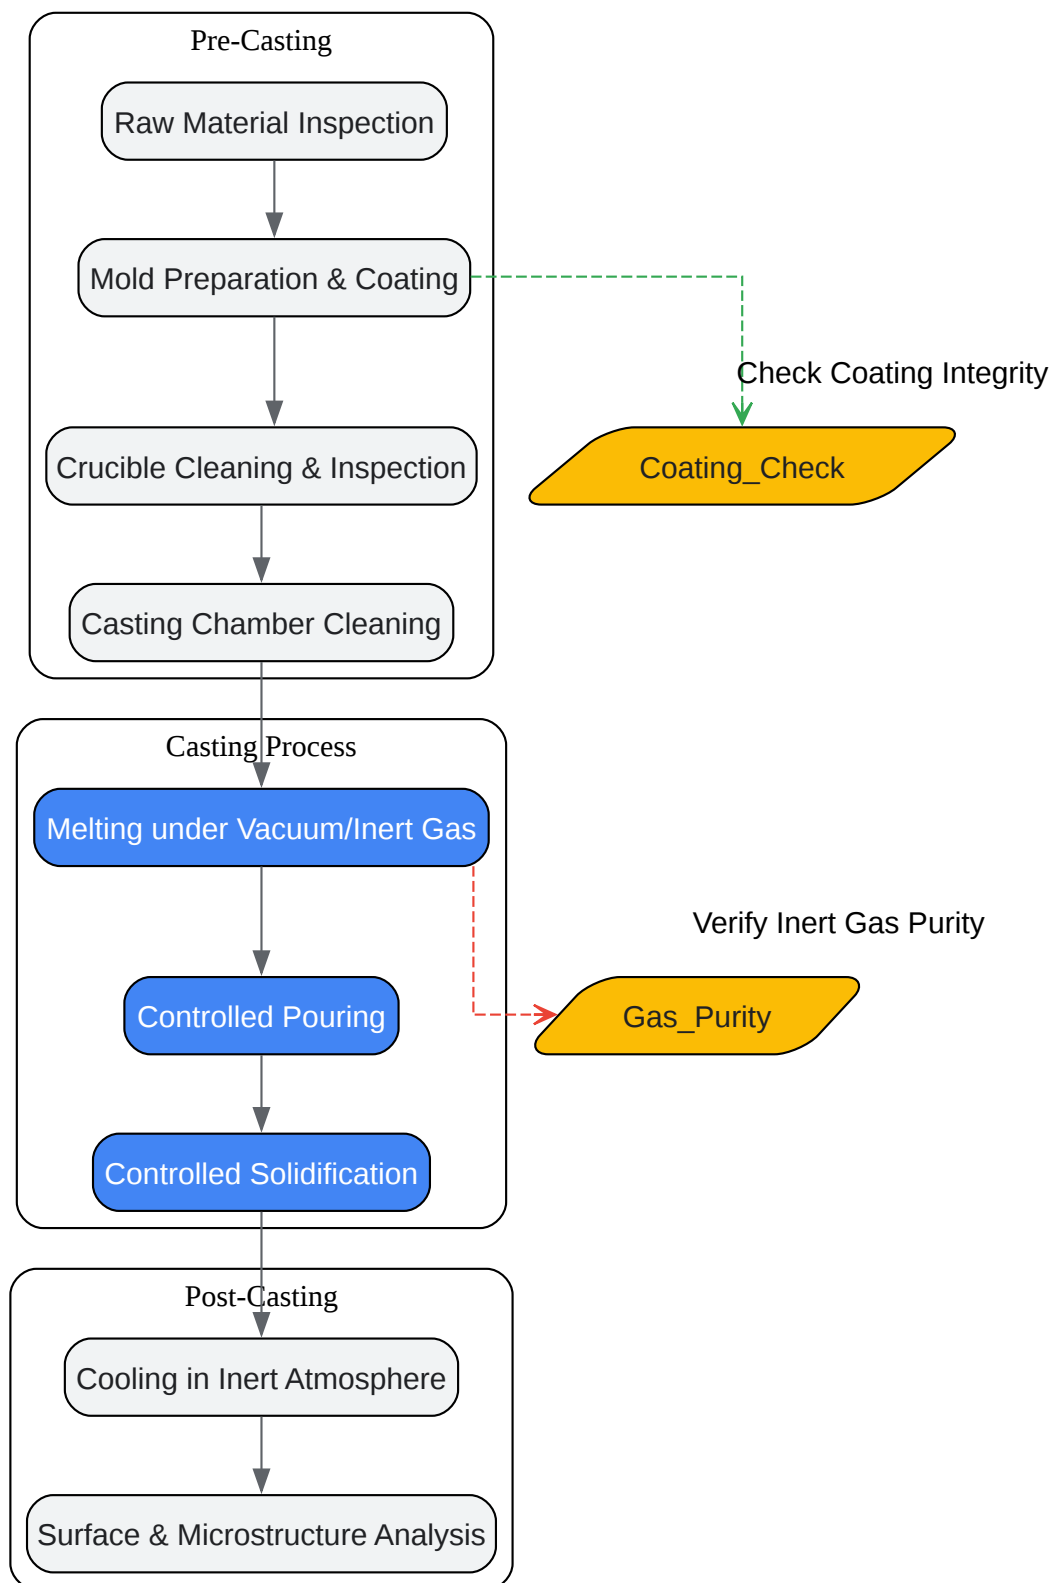 Pre-Casting
Raw Material Inspection
Mold Preparation & Coating
Check Coating Integrity
Crucible Cleaning & Inspection
Coating_Check
Casting Chamber Cleaning
Casting Process
Melting under Vacuum/Inert Gas
Verify Inert Gas Purity
Controlled Pouring
Gas_Purity
Controlled Solidification
Post-Casting
Cooling in Inert Atmosphere
Surface & Microstructure Analysis